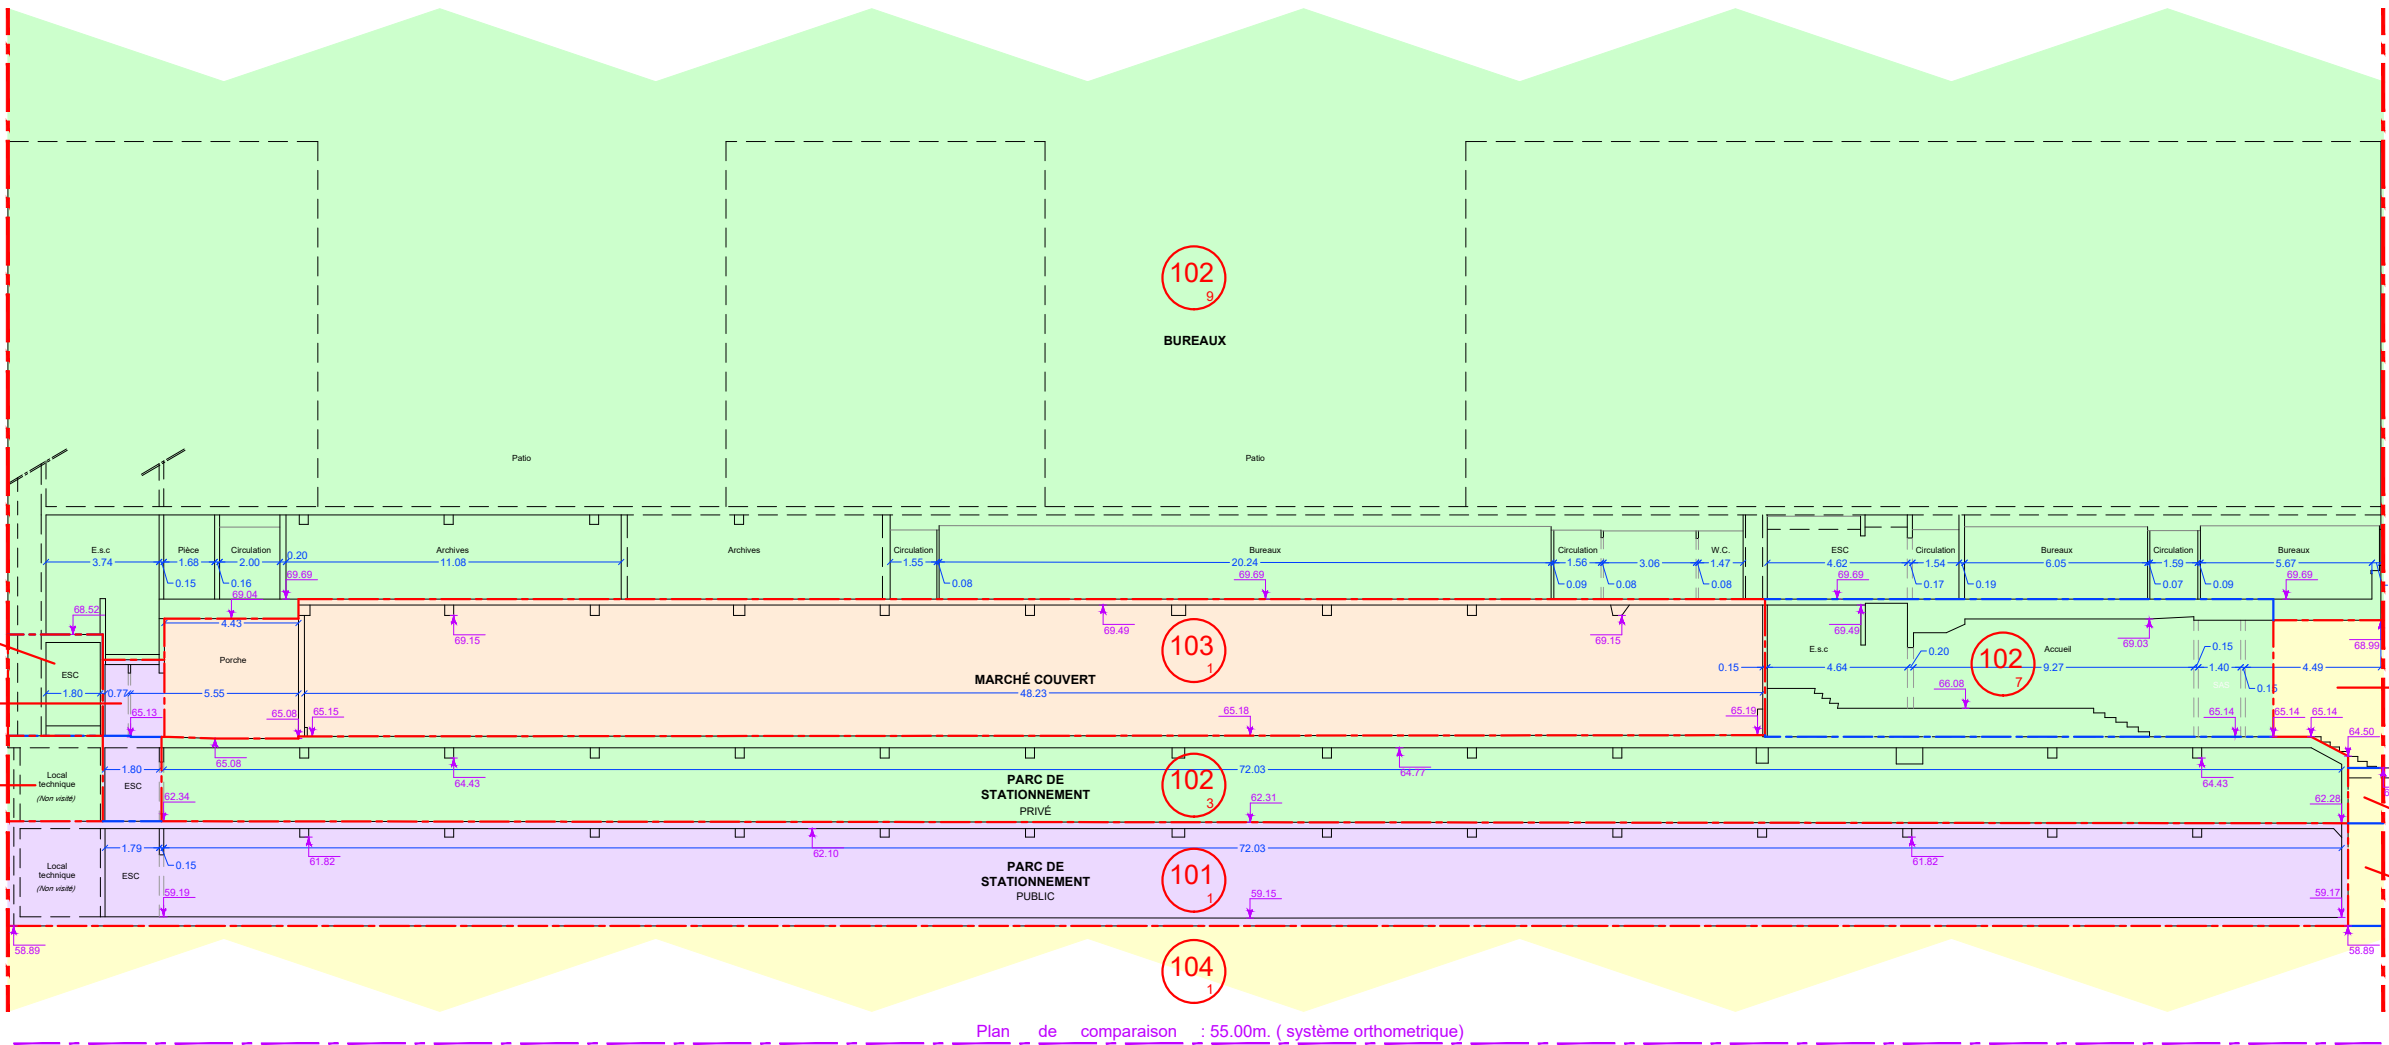 102
9
BUREAUX
Patio
Patio
E.s.c
Pièce
Circulation
Archives
Archives
Circulation
Bureaux
Circulation
W.C.
ESC
Circulation
Bureaux
Circulation
Bureaux
3.74
1.68
2.00
0.20
11.08
1.55
20.24
1.56
3.06
1.47
4.62
1.54
6.05
1.59
5.67
0.15
0.16
69.69
0.08
69.69
0.09
0.08
0.08
69.69
0.17
0.19
0.07
0.09
69.69
69.04
68.52
4.43
69.15
69.49
69.15
69.49
69.03
68.99
Porche
103
1
E.s.c
0.20
102
7
Accueil
0.15
ESC
MARCHÉ COUVERT
0.15
4.64
9.27
1.40
4.49
1.80
0.77
5.55
48.23
66.08
0.15
65.13
65.08
65.15
65.18
65.19
65.14
65.14
65.14
64.50
65.08
Local
technique
(Non visité)
1.80
ESC
64.43
PARC DE
STATIONNEMENT
PRIVÉ
102
3
72.03
64.77
64.43
62.34
62.31
62.28
1.79
0.15
61.82
62.10
72.03
61.82
Local
technique
(Non visité)
ESC
PARC DE
STATIONNEMENT
PUBLIC
101
1
59.19
59.15
59.17
58.89
58.89
104
1
Plan de comparaison : 55.00m. ( système orthometrique)